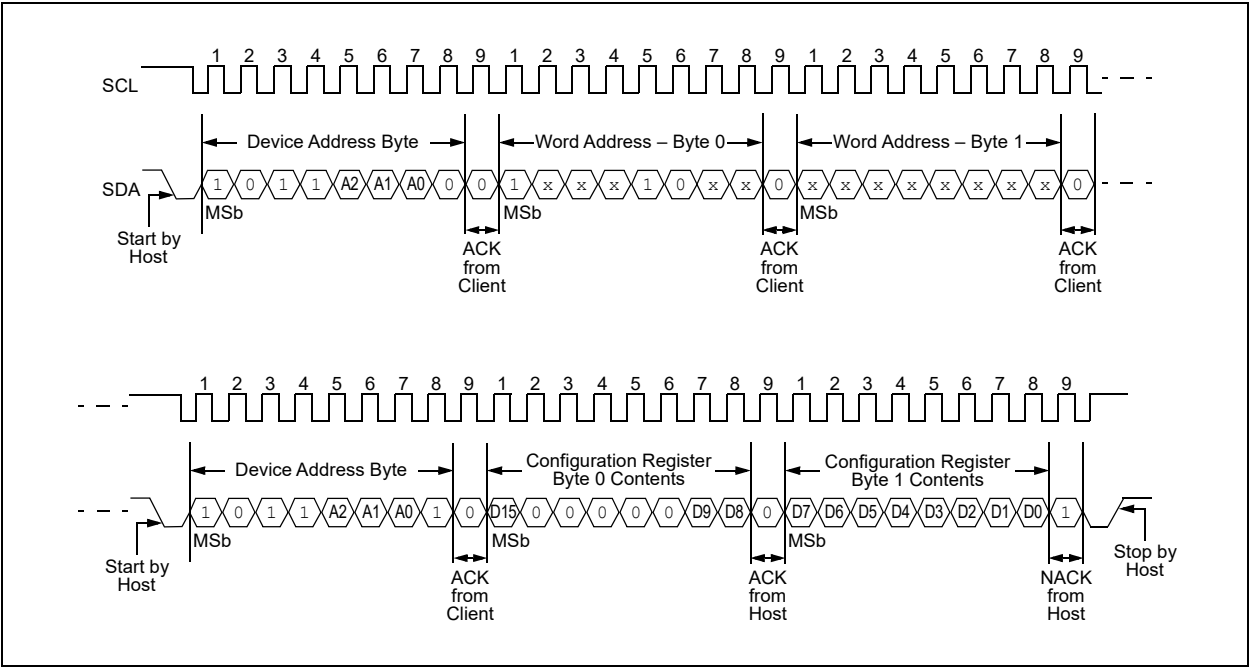 1 2 3 4 5 6 7 8 9 1 2 3 4 5 6 7 8 9 1 2 3 4 5 6 7 8 9
SCL
Device Address Byte Word Address – Byte 0 Word Address – Byte 1
SDA 1 0 1 1 A2 A1 A0 0 0 1 x x x 1 0 x x 0 x x x x x x x x 0
MSb MSb MSb
Start by
Host
ACK
from
Client
ACK
from
Client
ACK
from
Client
1 2 3 4 5 6 7 8 9 1 2 3 4 5 6 7 8 9 1 2 3 4 5 6 7 8 9
Device Address Byte
Configuration Register
Byte 0 Contents
Configuration Register
Byte 1 Contents
1 0 1 1 A2 A1 A0 1 0 D15 0 0 0 0 0 D9 D8 0 D7 D6 D5 D4 D3 D2 D1 D0 1
MSb MSb MSb
Start by
Host
ACK
from
Client
ACK
from
Host
NACK
from
Host
Stop by
Host